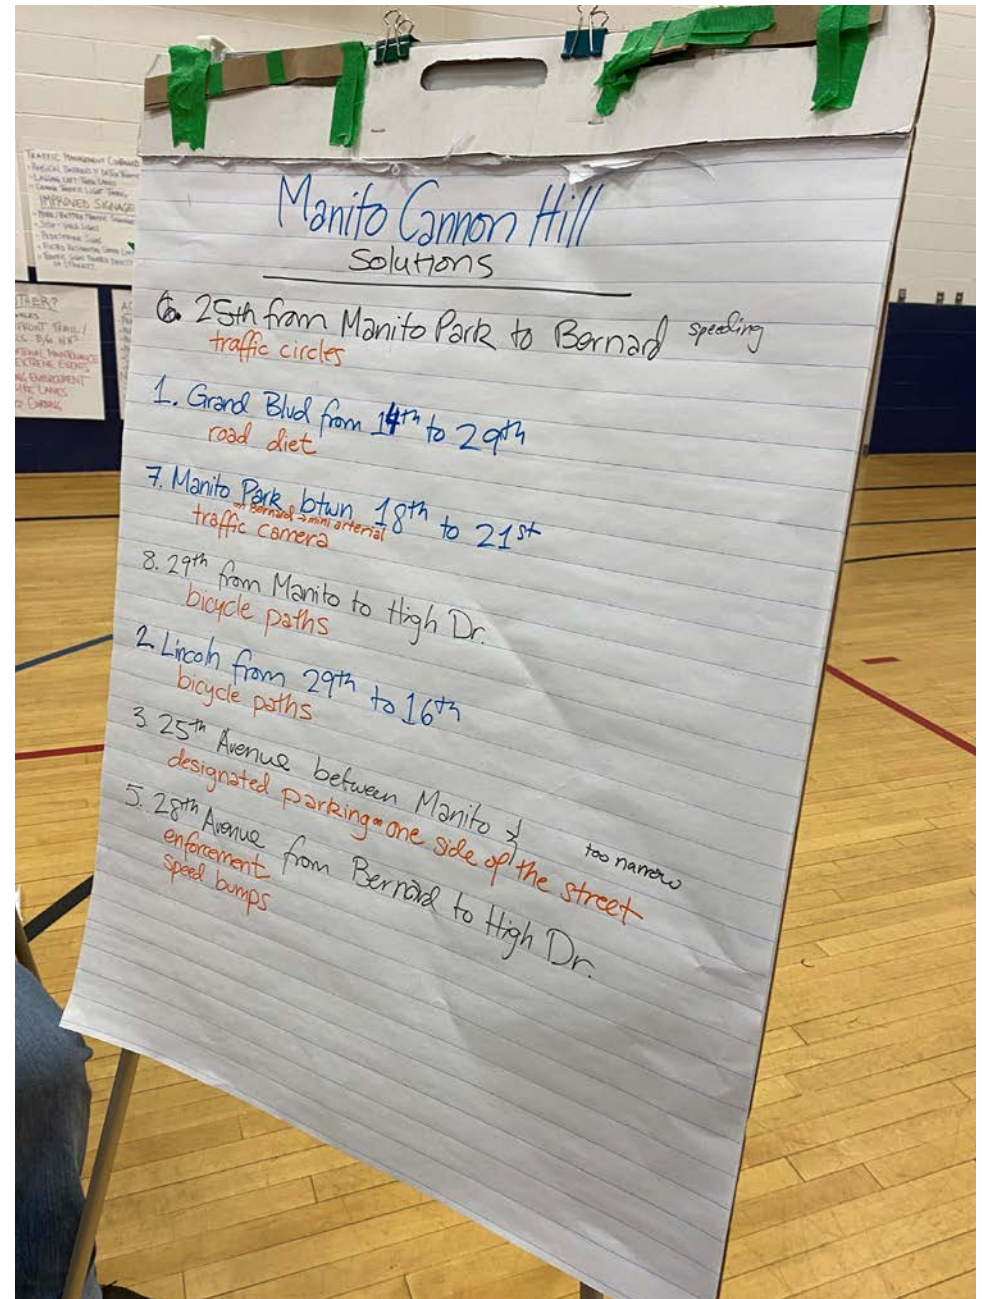 Manito Cannon Hill
Solutions
6. 25th from Manito Park to Bernard speeding
traffic circles
1. Grand Blvd from 14th to 29th
road diet
7. Manito Park btwn 18th to 21st
on Bernard → mini arterial
traffic camera
8. 29th from Manito to High Dr.
bicycle paths
2. Lincoln from 29th to 16th
bicycle paths
3. 25th Avenue between Manito &
too narrow
designated parking - one side of the street
5. 28th Avenue from Bernard to High Dr.
enforcement
speed bumps
TRAFFIC MANAGEMENT
IMPROVED SIGNAGE